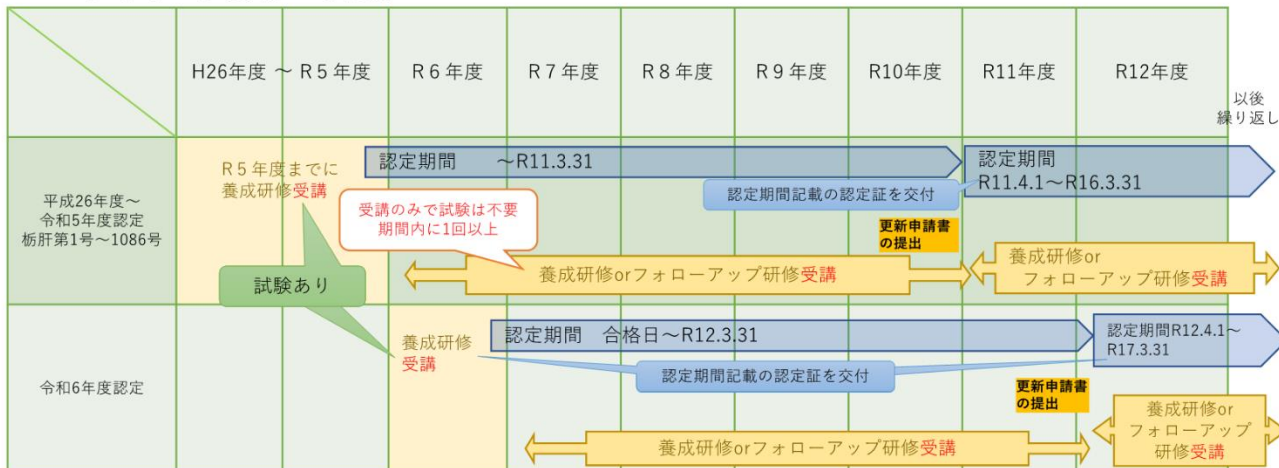 H26年度 ～ R５年度
R６年度
R７年度
R８年度
R９年度
R10年度
R11年度
R12年度
以後
繰り返し
平成26年度～
令和5年度認定
栃肝第1号～1086号
R５年度までに
養成研修受講
認定期間　　～R11.3.31
認定期間
R11.4.1～R16.3.31
認定期間記載の認定証を交付
受講のみで試験は不要
期間内に1回以上
更新申請書
の提出
養成研修orフォローアップ研修受講
養成研修or
フォローアップ研修受講
試験あり
令和6年度認定
養成研修
受講
認定期間　合格日～R12.3.31
認定期間R12.4.1～
R17.3.31
認定期間記載の認定証を交付
更新申請書
の提出
養成研修orフォローアップ研修受講
養成研修or
フォローアップ
研修受講